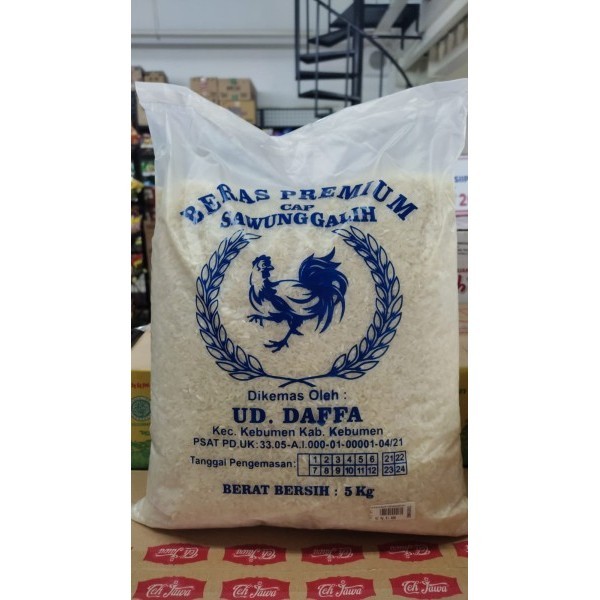 BERAS PREMIUM
CAP
SAWUNGGALIH
Dikemas Oleh :
UD. DAFFA
Kec. Kebumen Kab. Kebumen
PSAT PD.UK: 33.05-A.I.000-01-00001-04/21
Tanggal Pengemasan: 1 2 3 4 5 6 21 22
7 8 9 10 11 12 23 24
BERAT BERSIH : 5 Kg
Teh Jawa Teh Jawa Teh Jawa